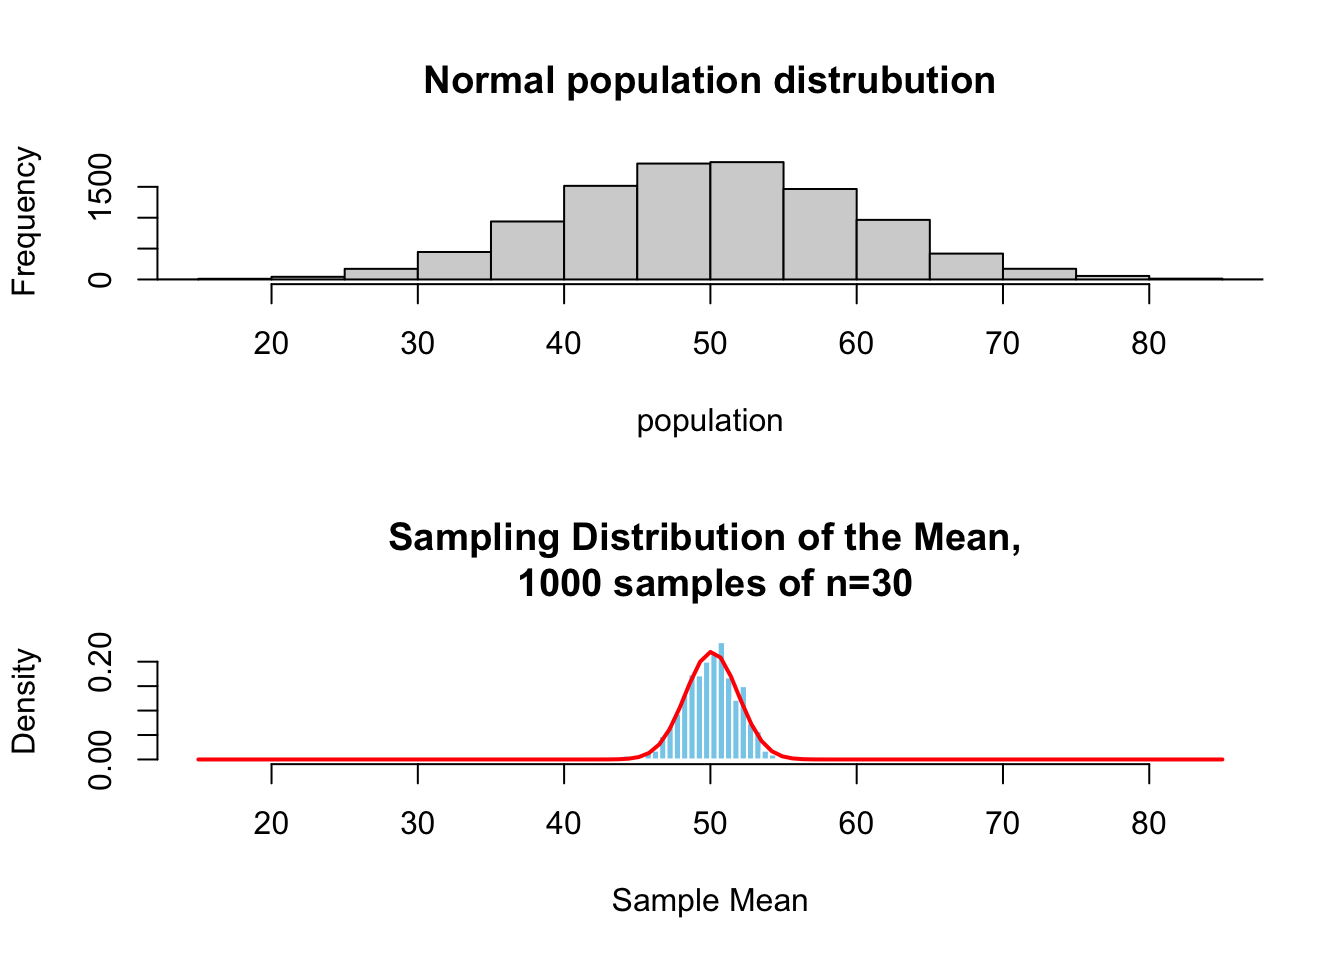 Normal population distrubution
Frequency
1500
0
20 30 40 50 60 70 80
population
Sampling Distribution of the Mean,
1000 samples of n=30
Density
0.20
0.00
20 30 40 50 60 70 80
Sample Mean